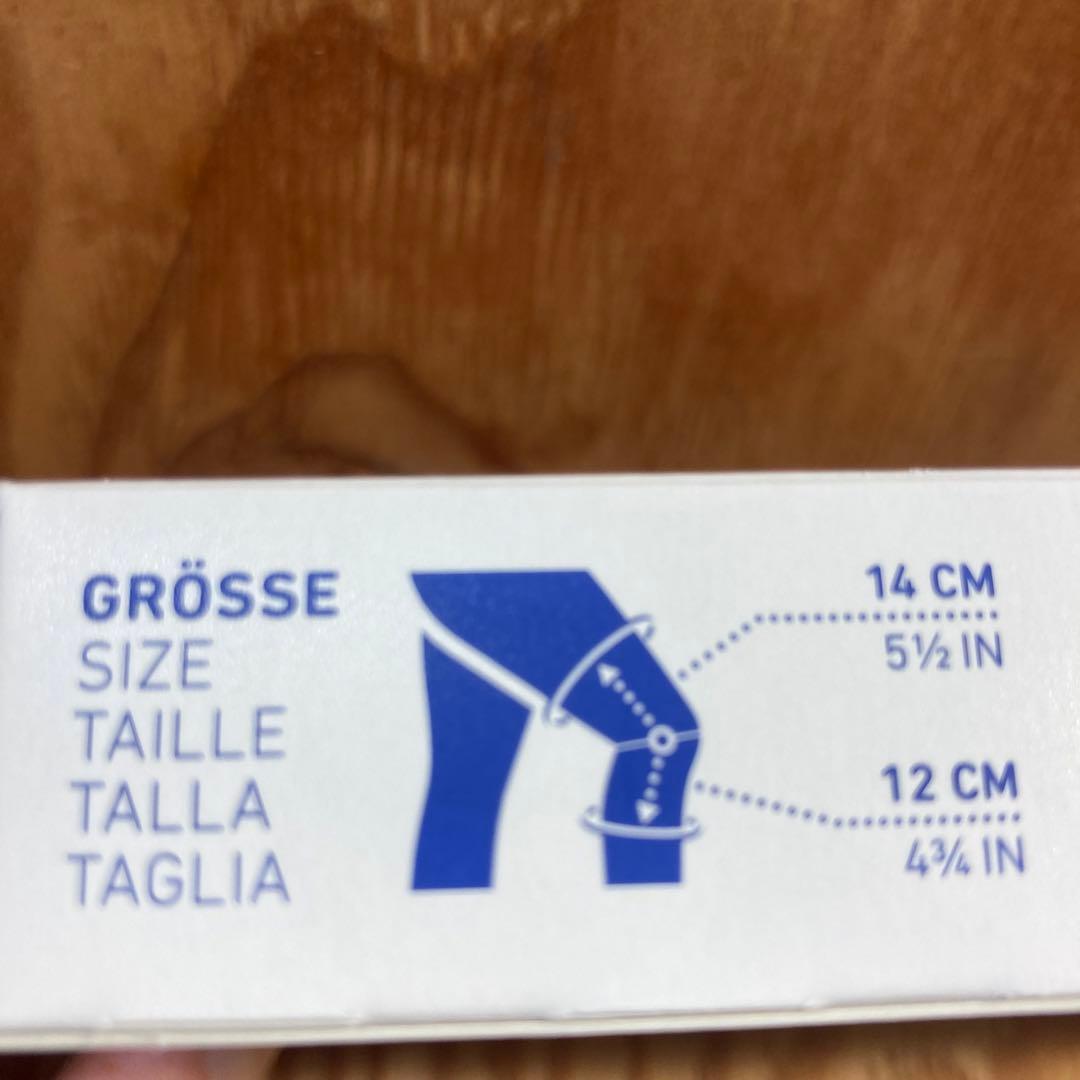 GRÖSSE
SIZE
TAILLE
TALLA
TAGLIA
14 CM
5½ IN
12 CM
4¾ IN